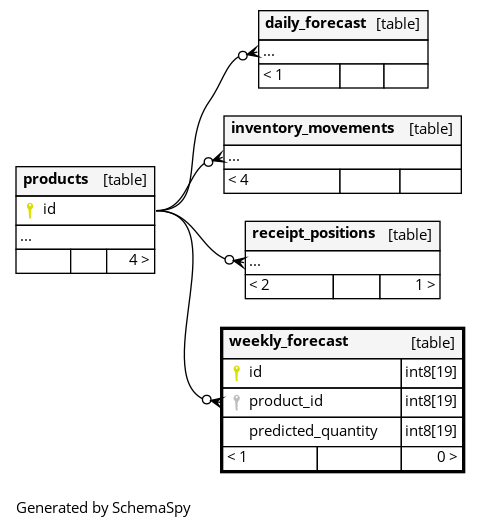 daily_forecast [table]
...
< 1
inventory_movements [table]
...
< 4
products [table]
id
...
4 >
receipt_positions [table]
...
< 2 1 >
weekly_forecast [table]
id int8[19]
product_id int8[19]
predicted_quantity int8[19]
< 1 0 >
Generated by SchemaSpy